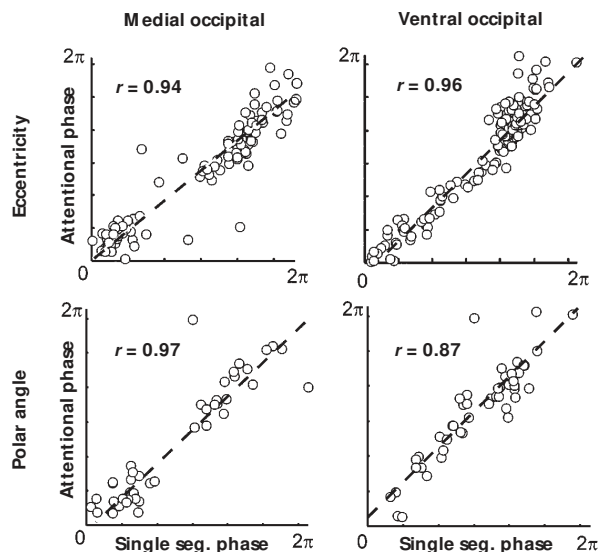 Medial occipital
Ventral occipital
Eccentricity
Attentional phase
2π
r = 0.94
0
2π
2π
r = 0.96
0
2π
Polar angle
Attentional phase
2π
r = 0.97
0
Single seg. phase
2π
2π
r = 0.87
0
Single seg. phase
2π